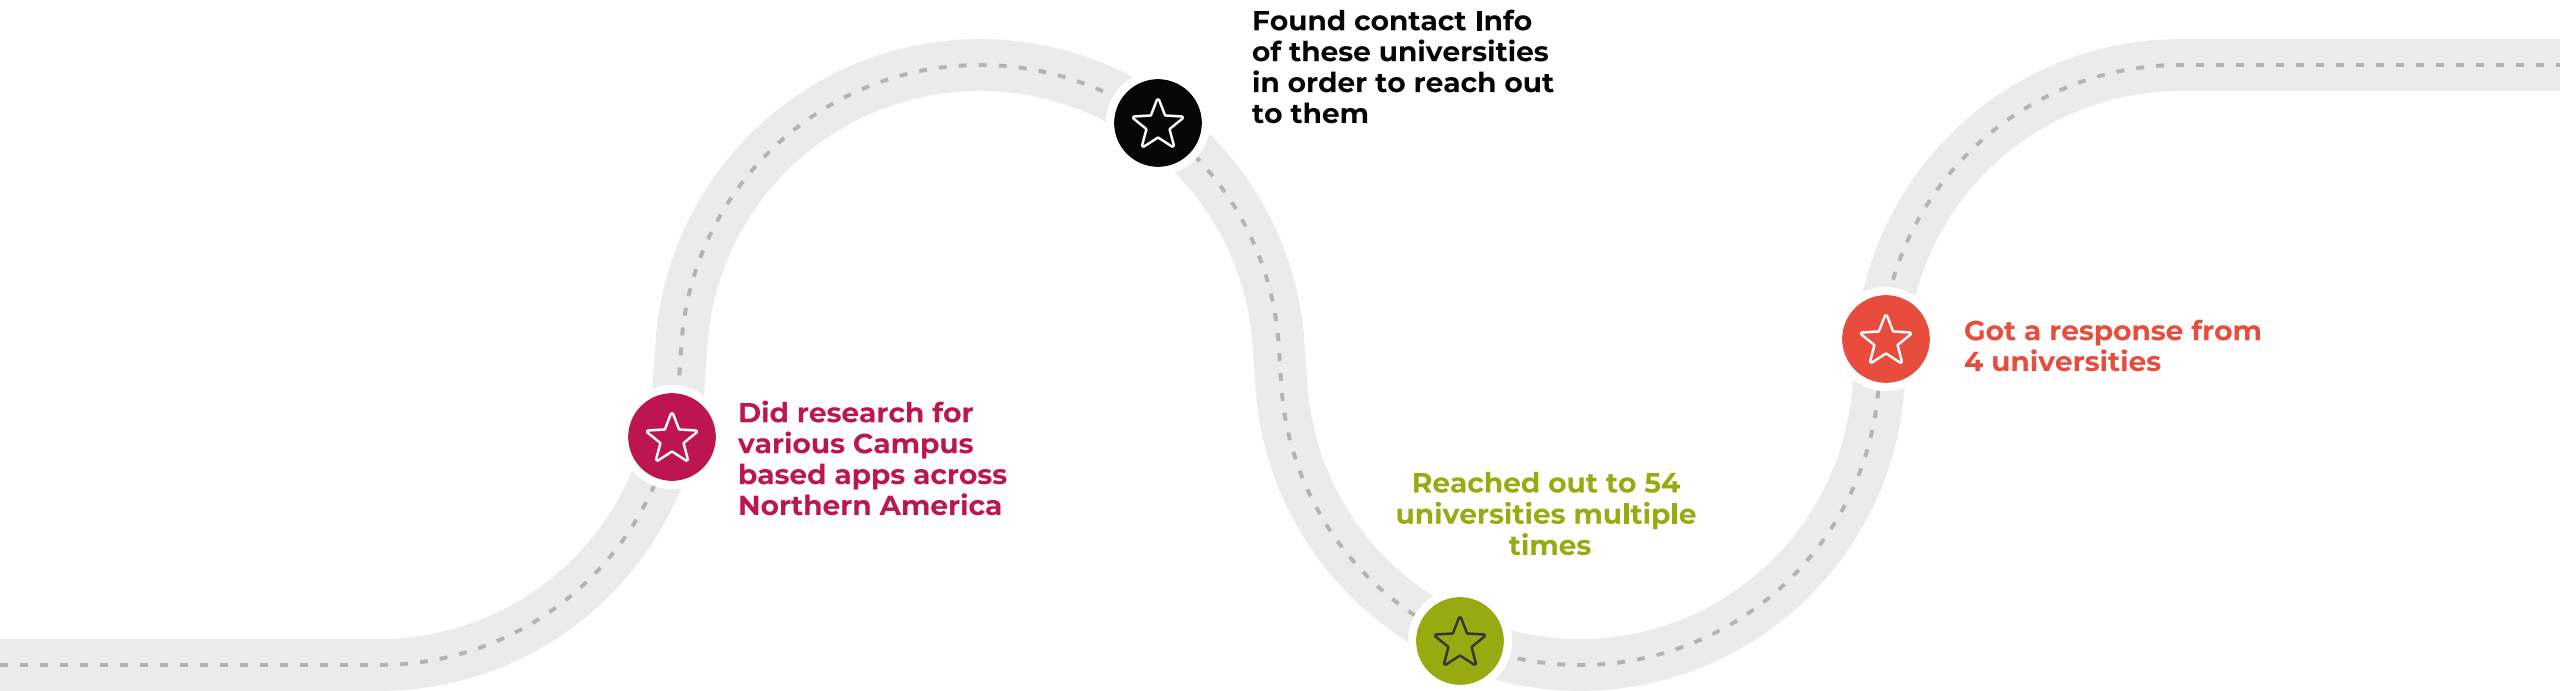 Did research for
various Campus
based apps across
Northern America
Found contact Info
of these universities
in order to reach out
to them
Reached out to 54
universities multiple
times
Got a response from
4 universities